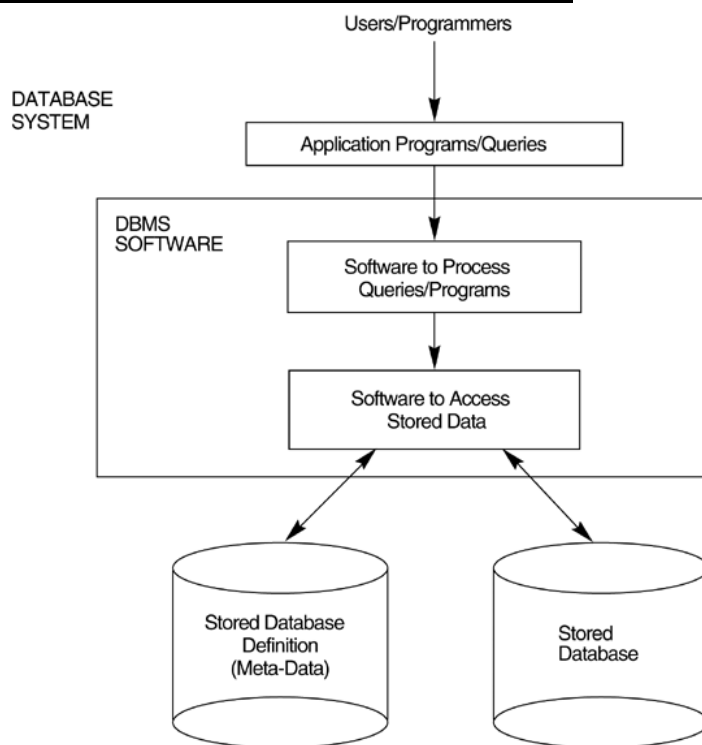 Users/Programmers
DATABASE
SYSTEM
Application Programs/Queries
DBMS
SOFTWARE
Software to Process
Queries/Programs
Software to Access
Stored Data
Stored Database
Definition
(Meta-Data)
Stored
Database